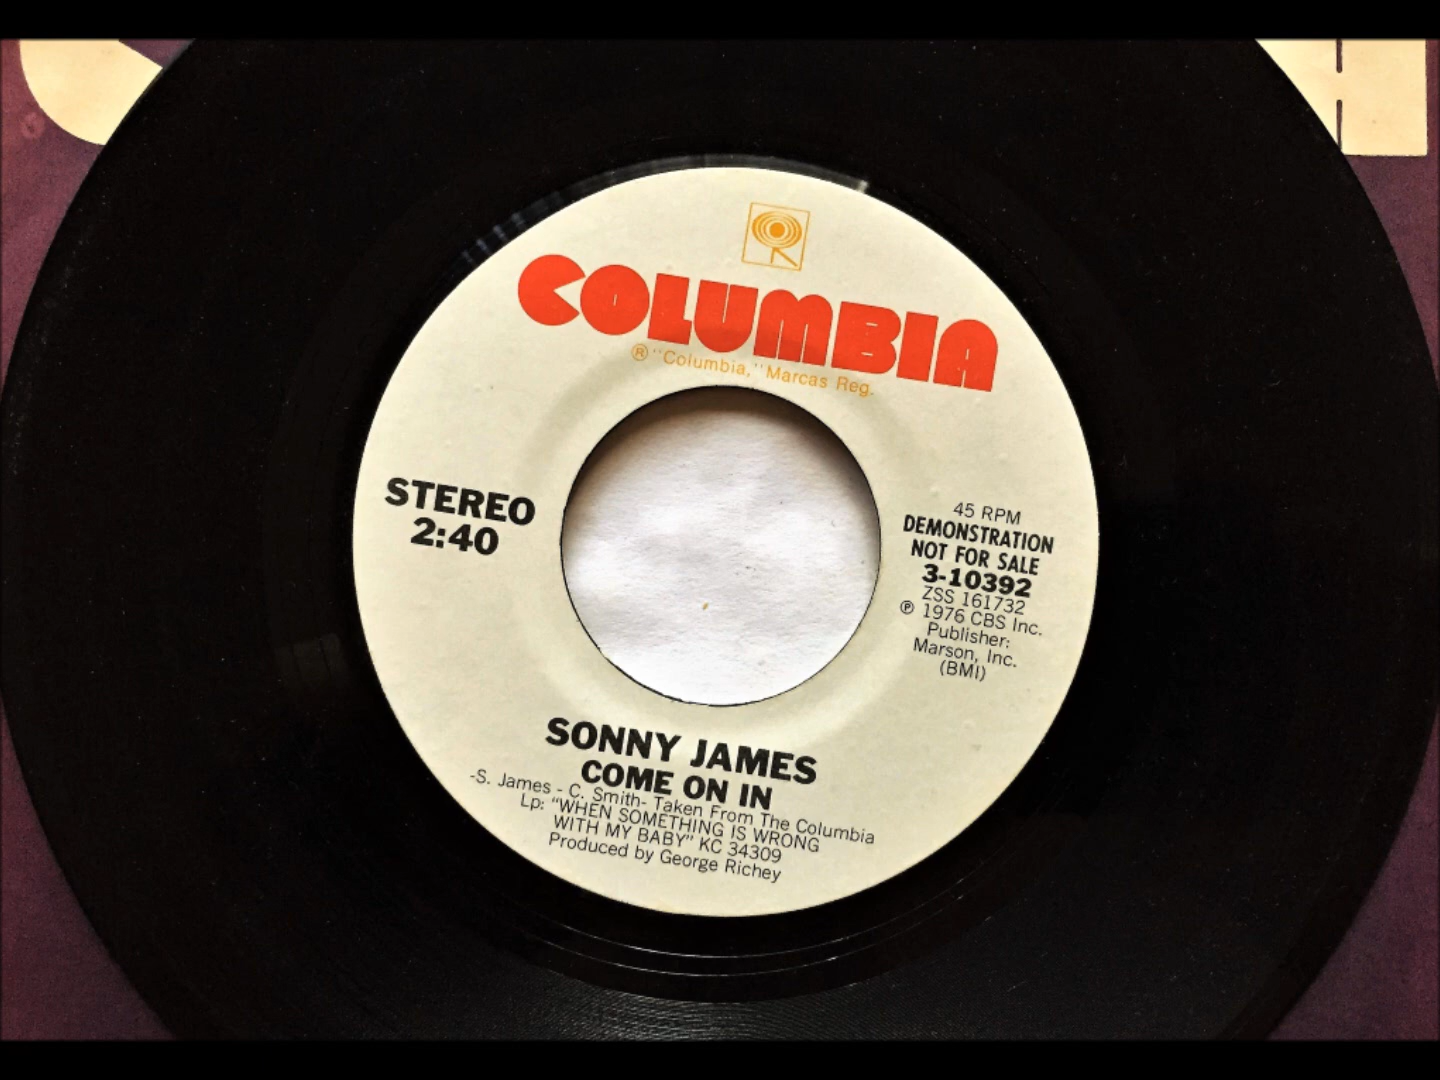 COLUMBIA
® "Columbia," Marcas Reg.
STEREO
2:40
45 RPM
DEMONSTRATION
NOT FOR SALE
3-10392
ZSS 161732
℗ 1976 CBS Inc.
Publisher:
Marson, Inc.
(BMI)
SONNY JAMES
COME ON IN
-S. James - C. Smith- Taken From The Columbia
Lp: "WHEN SOMETHING IS WRONG
WITH MY BABY" KC 34309
Produced by George Richey